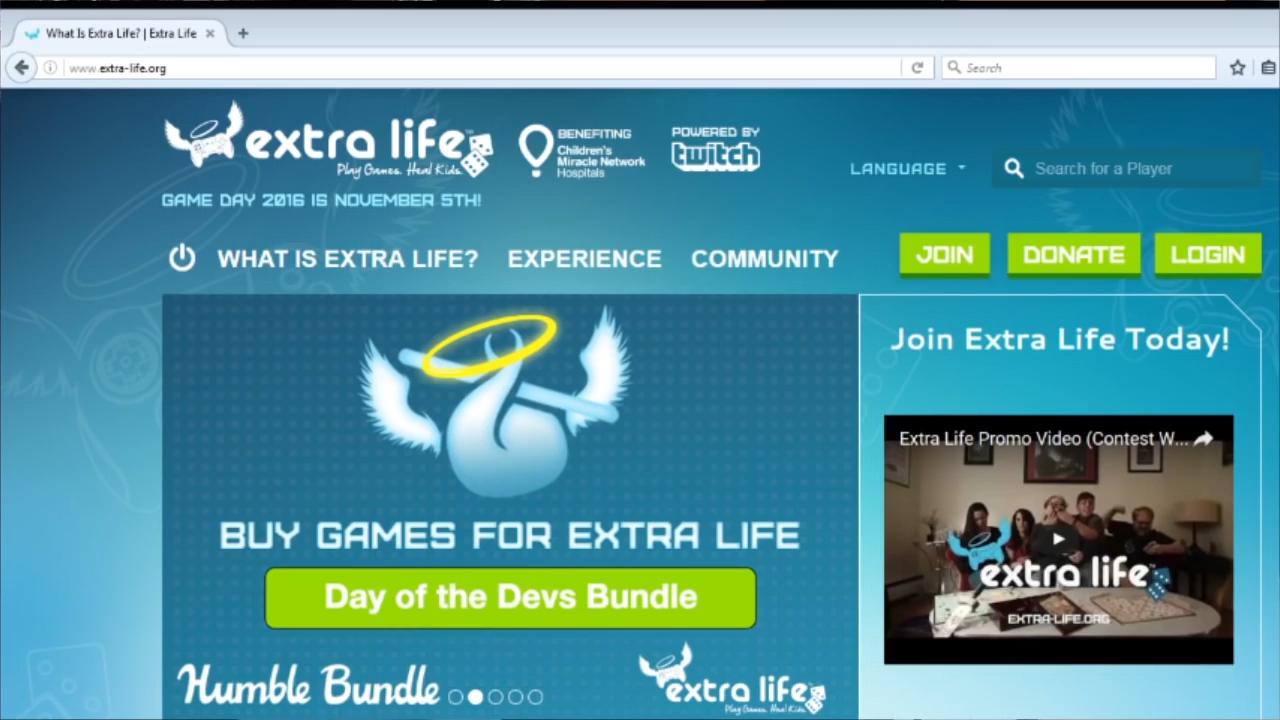 What Is Extra Life? | Extra Life
www.extra-life.org
Search
extra life™
Play Games. Heal Kids.
BENEFITING
Children's
Miracle Network
Hospitals
POWERED BY
twitch
LANGUAGE
Search for a Player
GAME DAY 2016 IS NOVEMBER 5TH!
WHAT IS EXTRA LIFE? EXPERIENCE COMMUNITY
JOIN DONATE LOGIN
Join Extra Life Today!
Extra Life Promo Video (Contest W...
extra life™
EXTRA-LIFE.ORG
BUY GAMES FOR EXTRA LIFE
Day of the Devs Bundle
Humble Bundle
extra life
Play Games. Heal Kids.